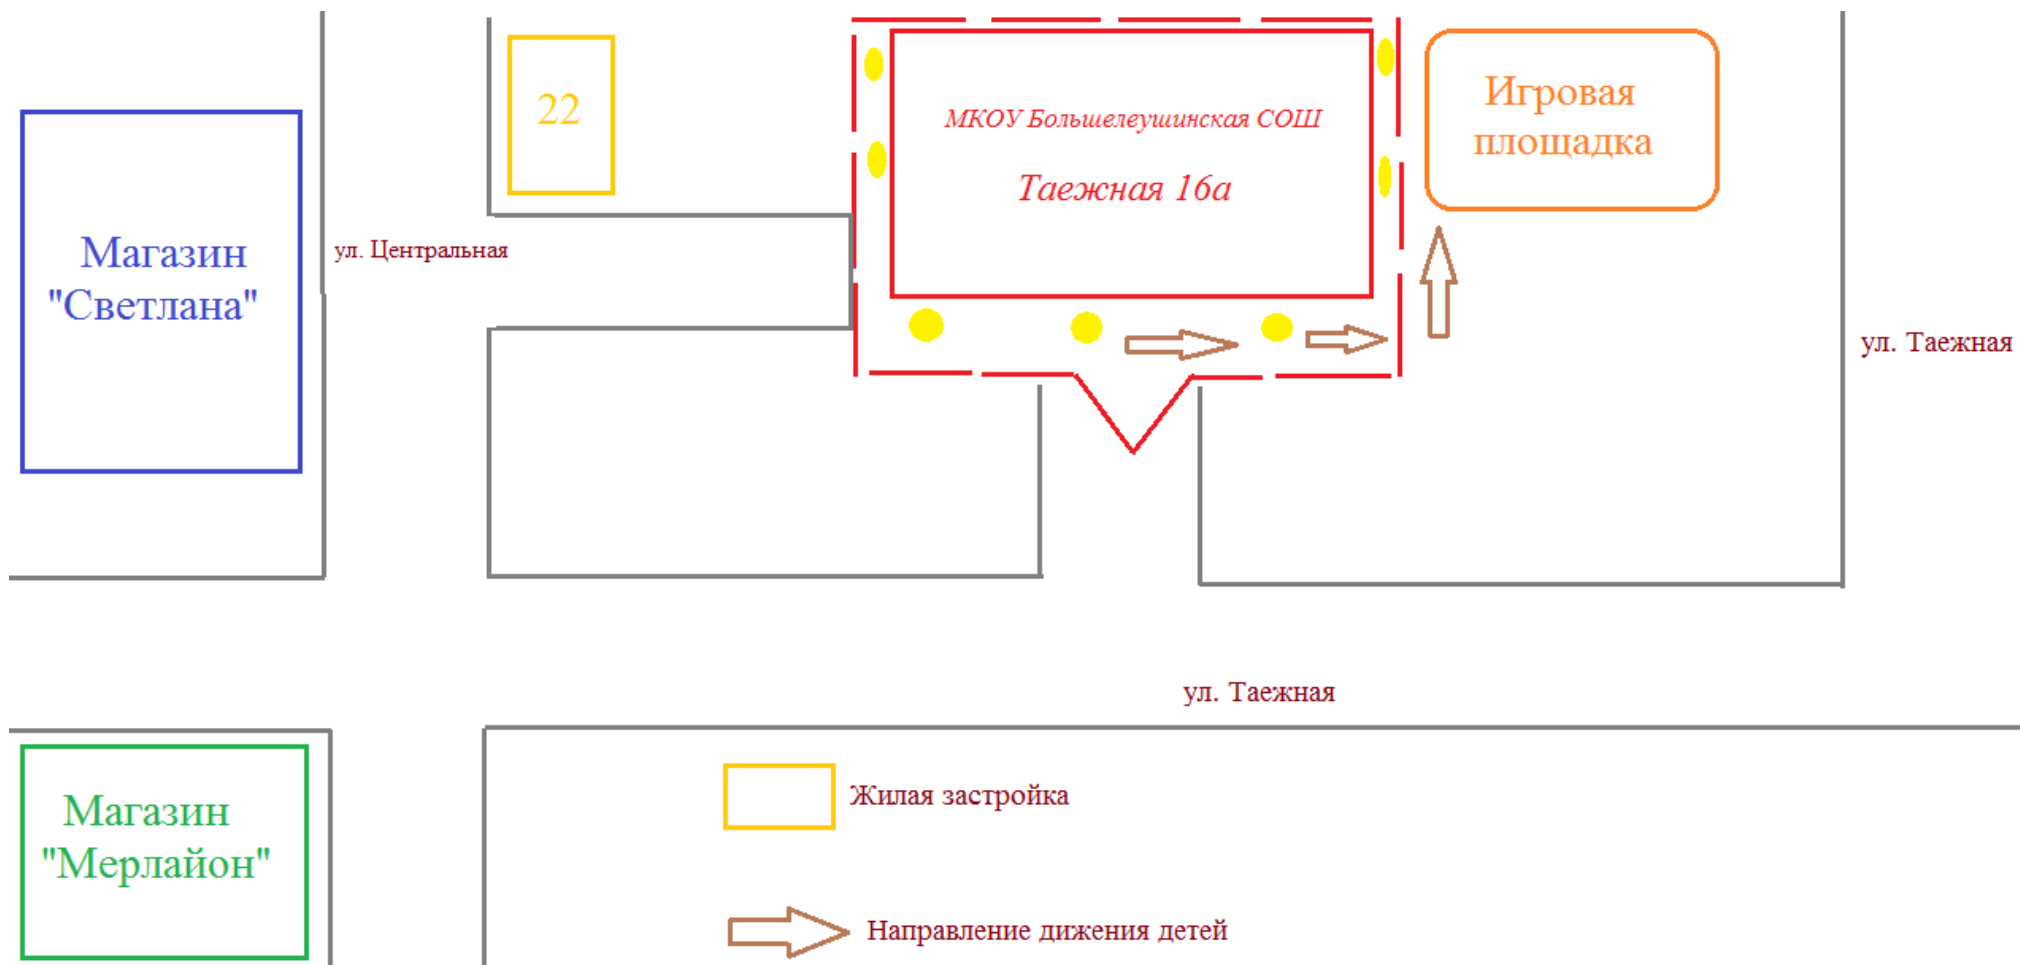 22
МКОУ Большелеушинская СОШ
Таежная 16а
Игровая
площадка
Магазин
"Светлана"
ул. Центральная
ул. Таежная
ул. Таежная
Магазин
"Мерлайон"
Жилая застройка
Направление дижения детей